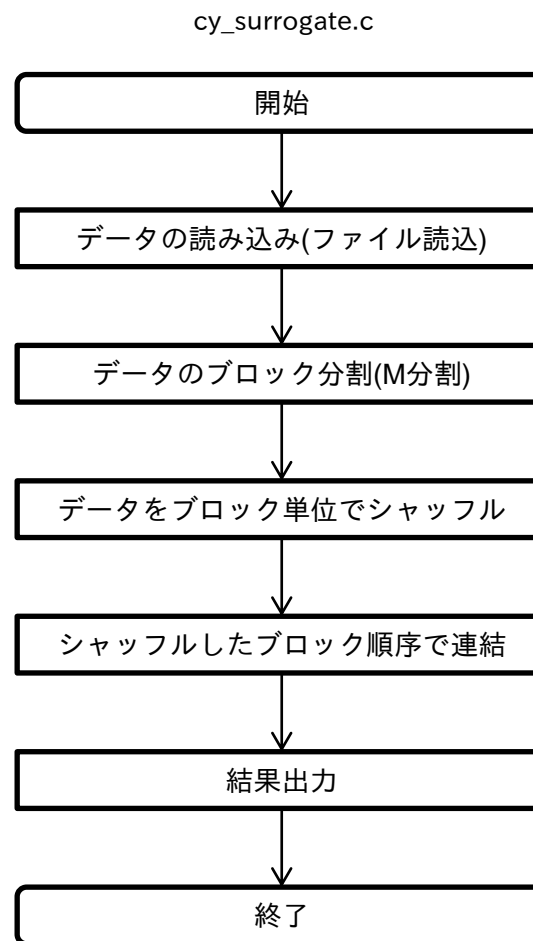 cy_surrogate.c
開始
データの読み込み(ファイル読込)
データのブロック分割(M分割)
データをブロック単位でシャッフル
シャッフルしたブロック順序で連結
結果出力
終了